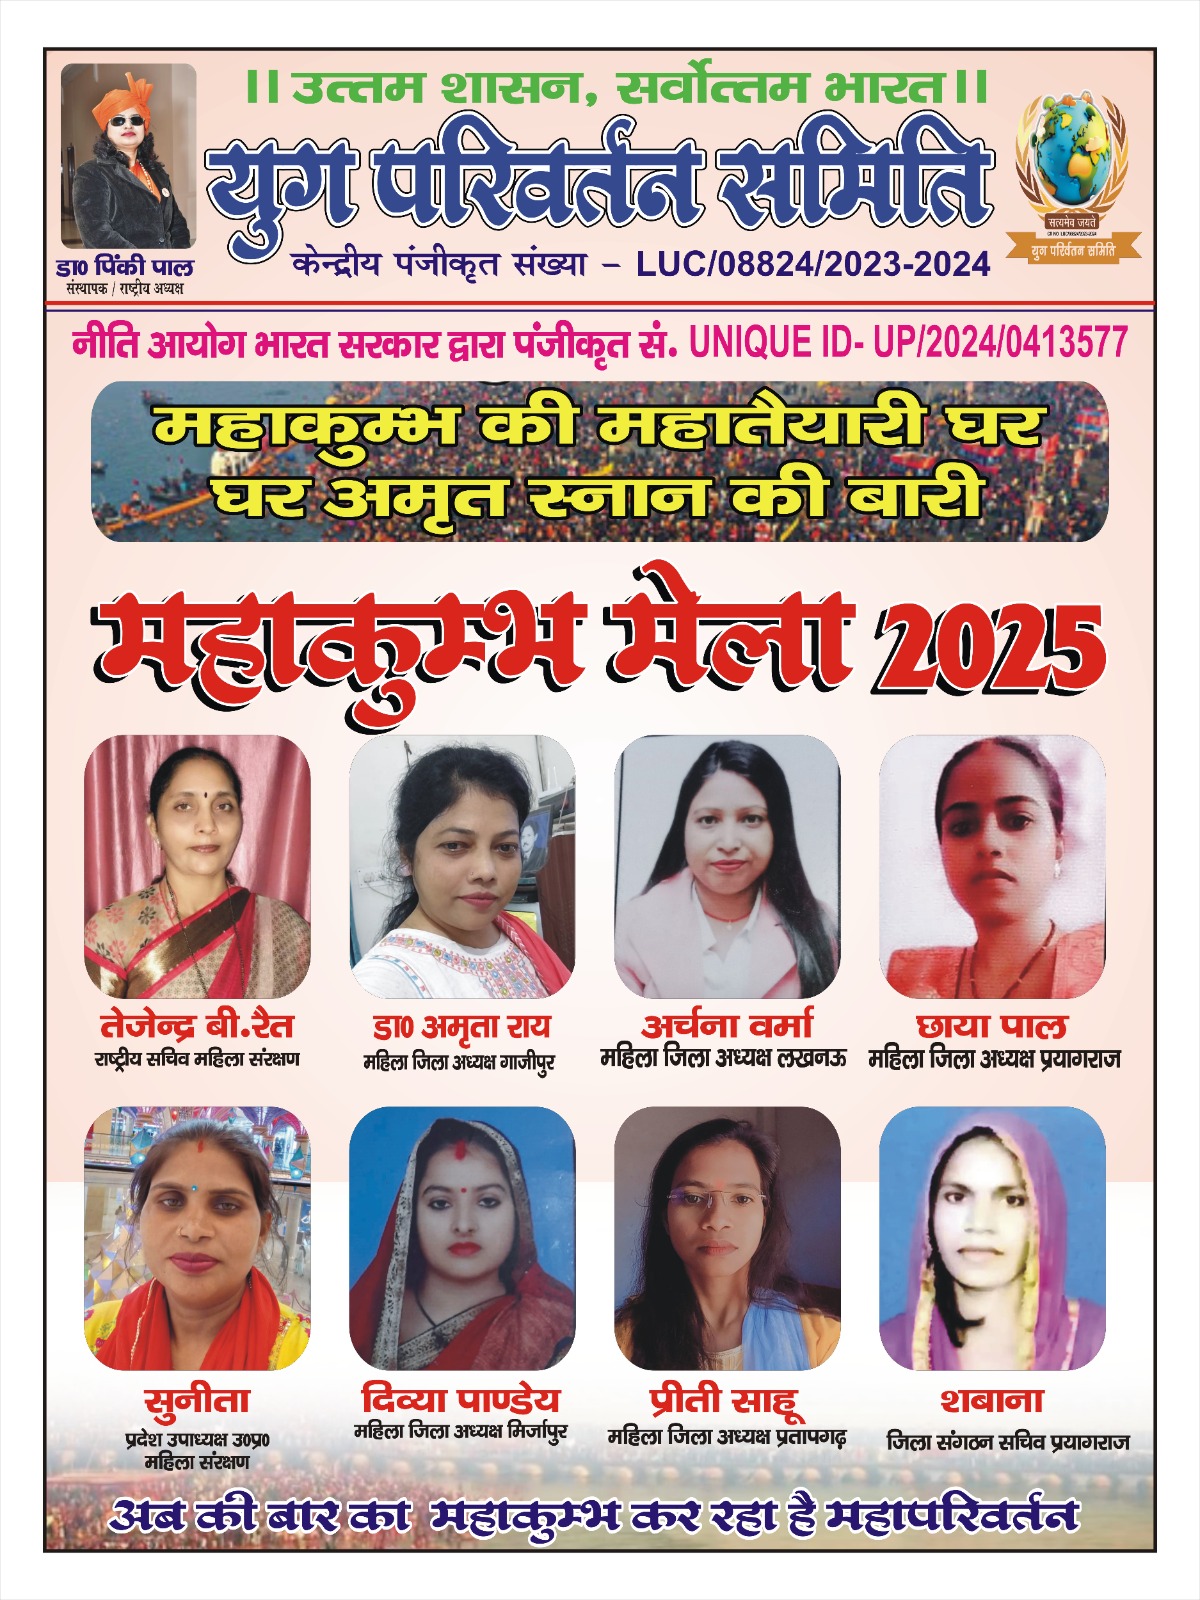 ।। उत्तम शासन, सर्वोत्तम भारत।।
युग परिवर्तन समिति
केन्द्रीय पंजीकृत संख्या – LUC/08824/2023-2024
डा0 पिंकी पाल
संस्थापक / राष्ट्रीय अध्यक्ष
सत्यमेव जयते
युग परिर्वतन समिति
नीति आयोग भारत सरकार द्वारा पंजीकृत सं. UNIQUE ID- UP/2024/0413577
महाकुम्भ की महातैयारी घर
घर अमृत स्नान की बारी
महाकुम्भ मेला 2025
तेजेन्द्र बी.रैत
राष्ट्रीय सचिव महिला संरक्षण
डा0 अमृता राय
महिला जिला अध्यक्ष गाजीपुर
अर्चना वर्मा
महिला जिला अध्यक्ष लखनऊ
छाया पाल
महिला जिला अध्यक्ष प्रयागराज
सुनीता
प्रदेश उपाध्यक्ष उ0प्र0
महिला संरक्षण
दिव्या पाण्डेय
महिला जिला अध्यक्ष मिर्जापुर
प्रीती साहू
महिला जिला अध्यक्ष प्रतापगढ़
शबाना
जिला संगठन सचिव प्रयागराज
अब की बार का महाकुम्भ कर रहा है महापरिवर्तन